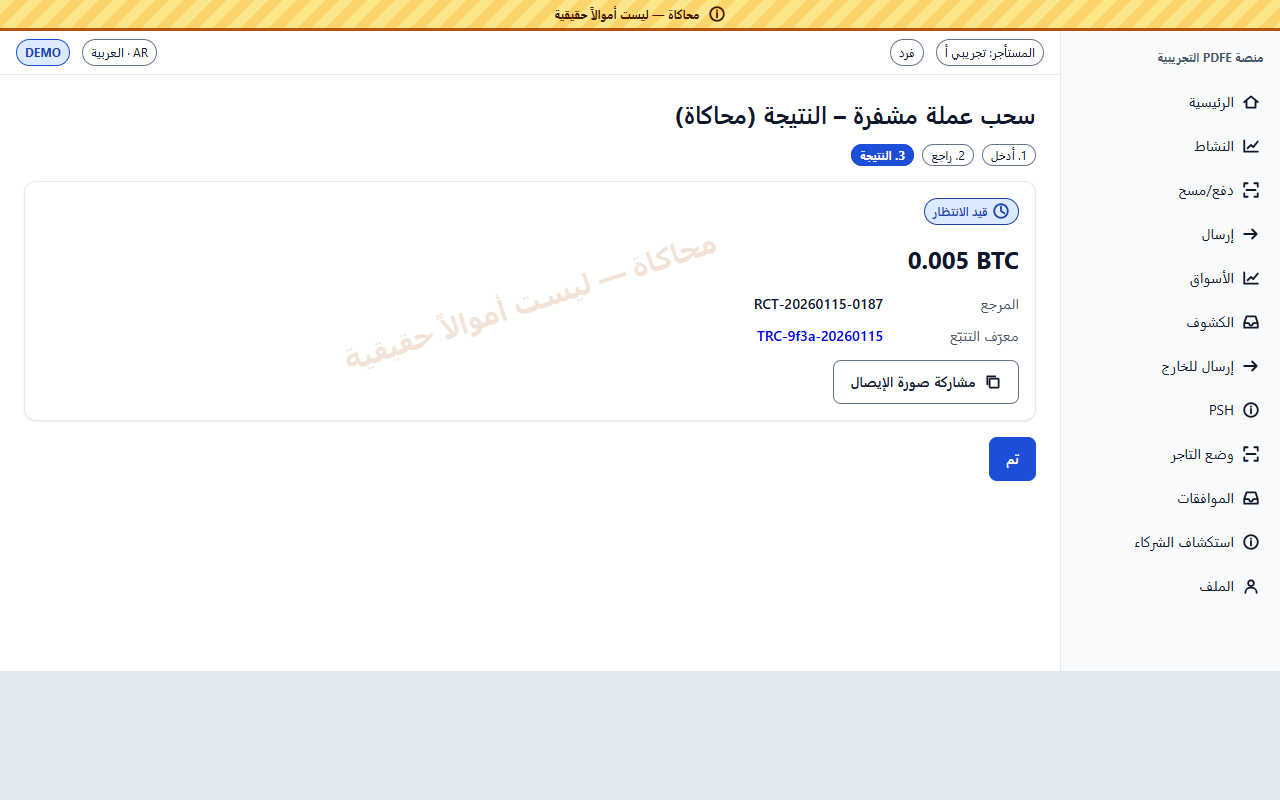 محاكاة — ليست أموالاً حقيقية
منصة PDFE التجريبية
الرئيسية
النشاط
دفع/مسح
إرسال
الأسواق
الكشوف
إرسال للخارج
PSH
وضع التاجر
الموافقات
استكشاف الشركاء
الملف
المستأجر: تجريبي أ
فرد
AR · العربية
DEMO
سحب عملة مشفرة – النتيجة (محاكاة)
1. أدخل
2. راجع
3. النتيجة
قيد الانتظار
0.005 BTC
المرجع RCT-20260115-0187
معرّف التتبّع TRC-9f3a-20260115
محاكاة — ليست أموالاً حقيقية
مشاركة صورة الإيصال
تم